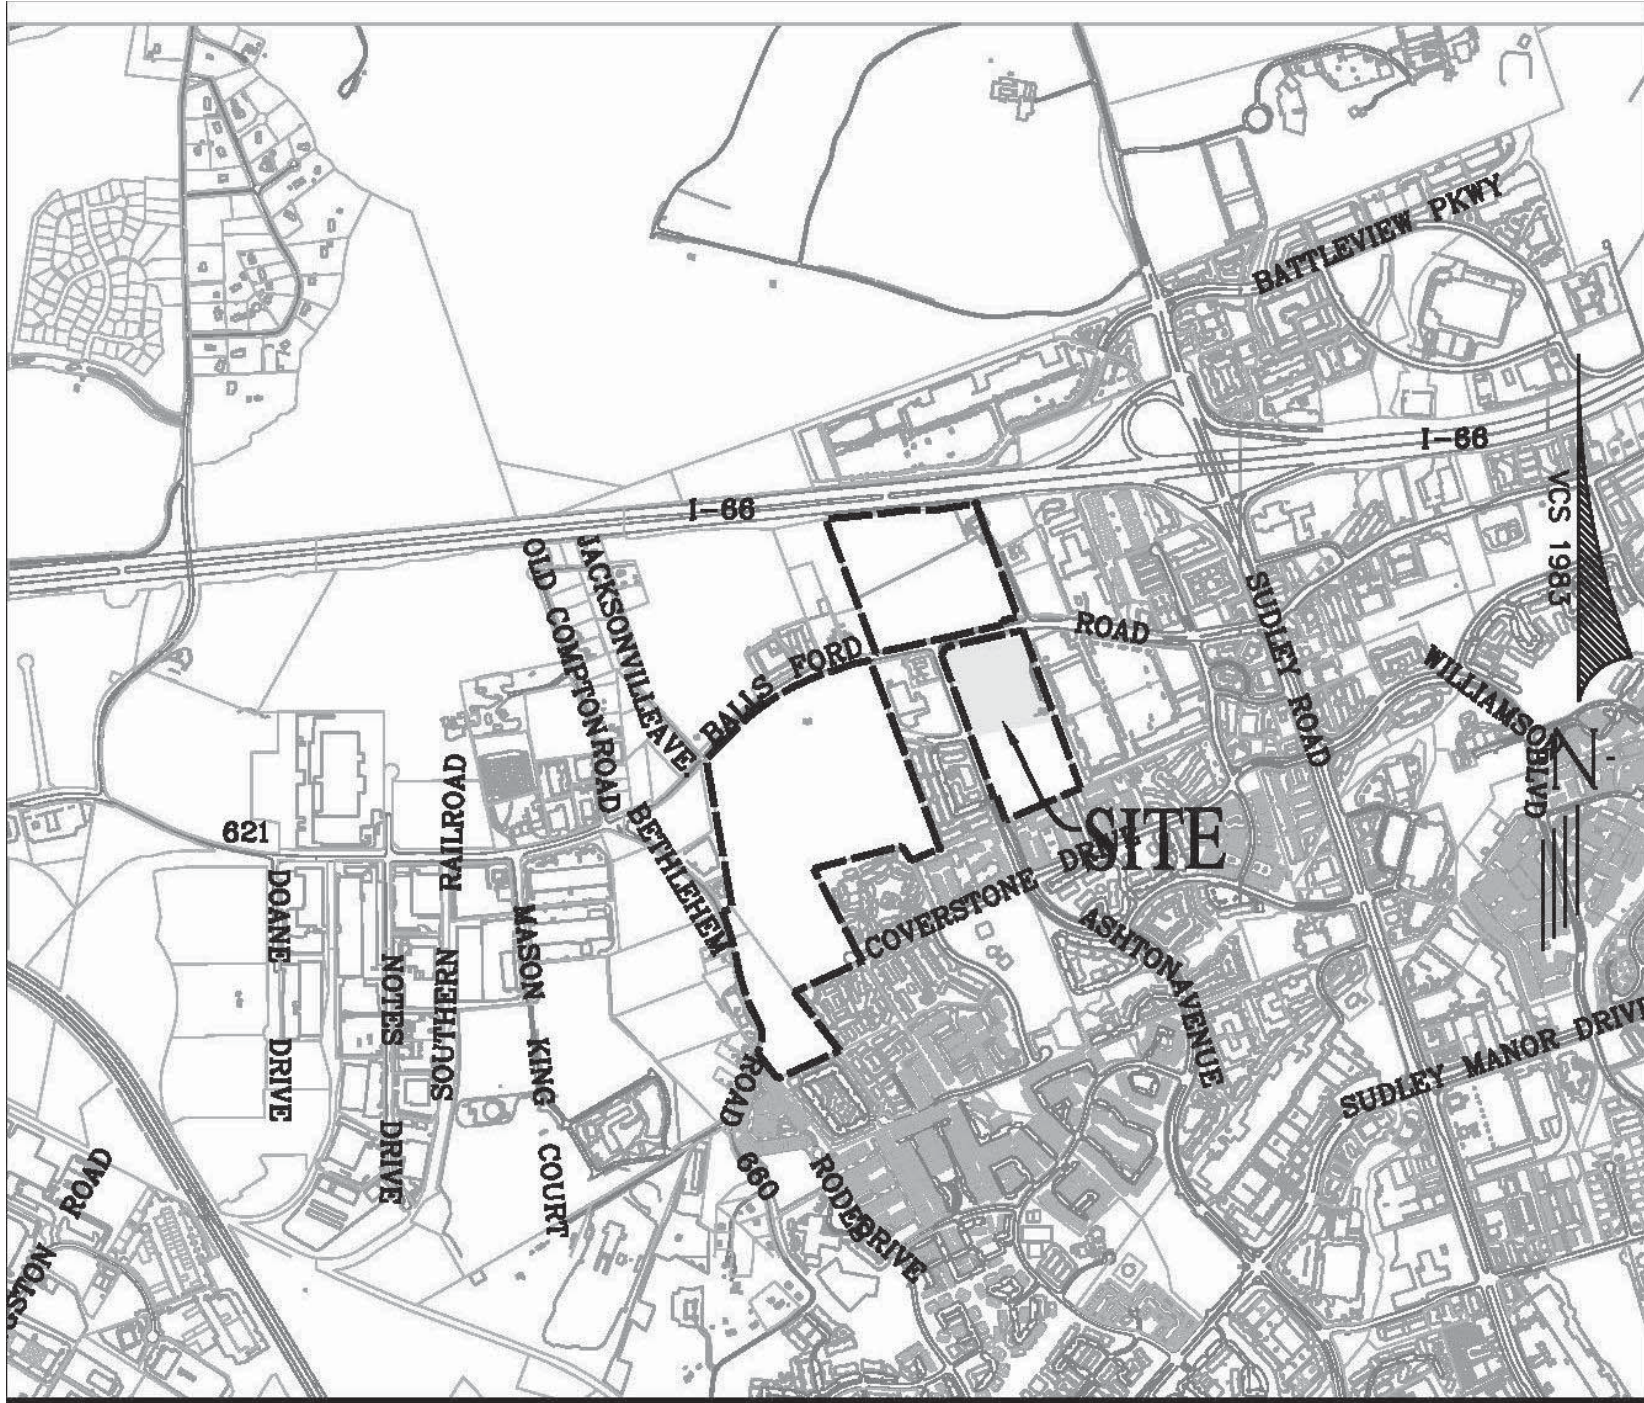 BATTLEVIEW PKWY
I-66
I-66
VCS 1983
OLD COMPTON ROAD
JACKSONVILLE AVE.
BALLS FORD
ROAD
SUDLEY ROAD
WILLIAMSON BLVD
N
621
RAILROAD
SOUTHERN
BETHLEHEM
ROAD
SITE
COVERSTONE DRIVE
ASHTON AVENUE
DOANE
DRIVE
NOTES
DRIVE
MASON
KING
COURT
SUDLEY MANOR DRIVE
660
RODES DRIVE
ROAD
GSTON